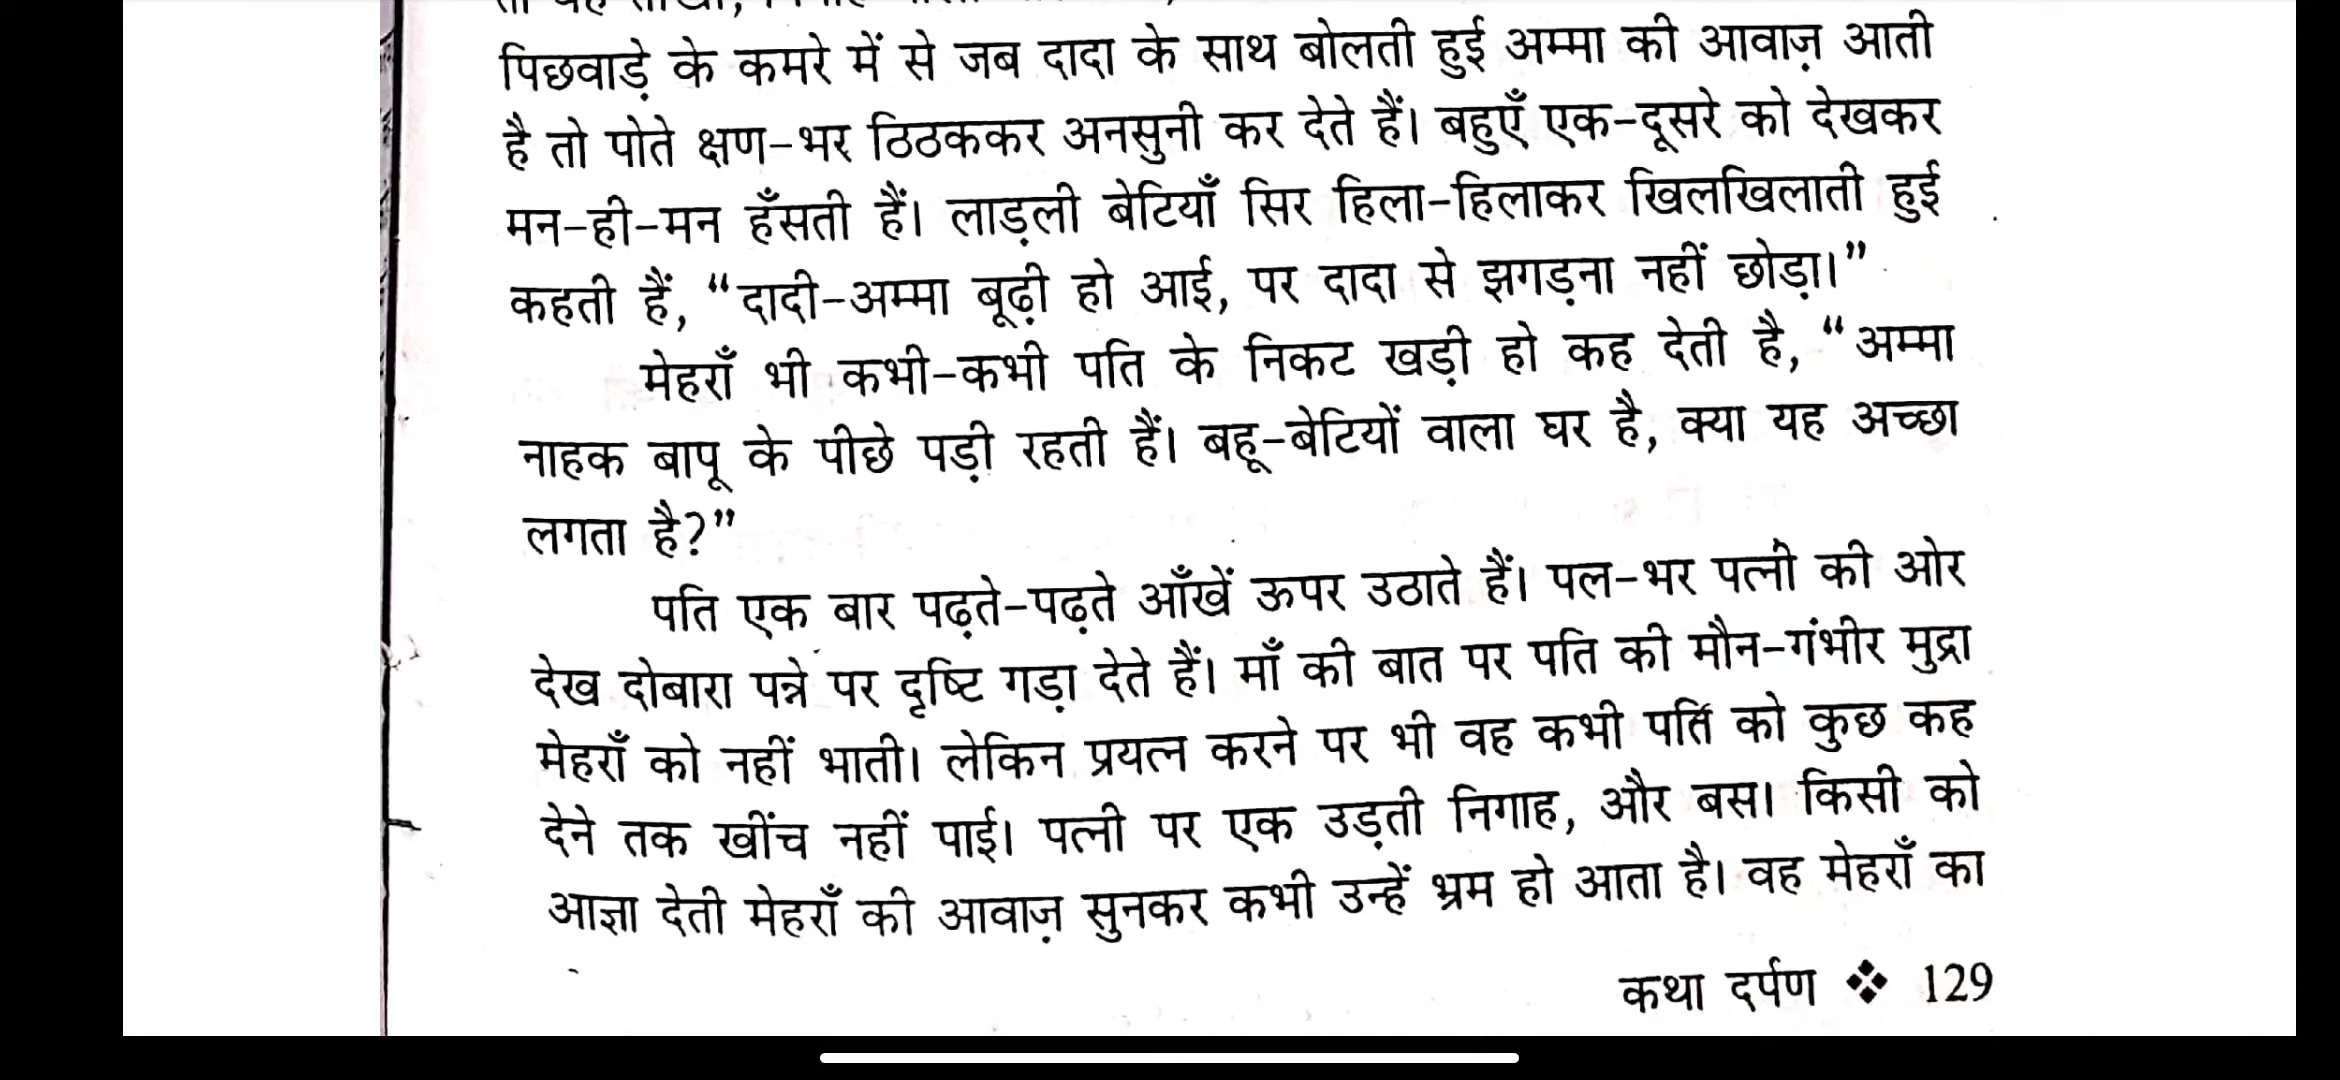 पिछवाड़े के कमरे में से जब दादा के साथ बोलती हुई अम्मा की आवाज़ आती
है तो पोते क्षण-भर ठिठककर अनसुनी कर देते हैं। बहुएँ एक-दूसरे को देखकर
मन-ही-मन हँसती हैं। लाड़ली बेटियाँ सिर हिला-हिलाकर खिलखिलाती हुई
कहती हैं, “दादी-अम्मा बूढ़ी हो आई, पर दादा से झगड़ना नहीं छोड़ा।”
मेहराँ भी कभी-कभी पति के निकट खड़ी हो कह देती है, “अम्मा
नाहक बापू के पीछे पड़ी रहती हैं। बहू-बेटियों वाला घर है, क्या यह अच्छा
लगता है?”
पति एक बार पढ़ते-पढ़ते आँखें ऊपर उठाते हैं। पल-भर पत्नी की ओर
देख दोबारा पन्ने पर दृष्टि गड़ा देते हैं। माँ की बात पर पति की मौन-गंभीर मुद्रा
मेहराँ को नहीं भाती। लेकिन प्रयत्न करने पर भी वह कभी पति को कुछ कह
देने तक खींच नहीं पाई। पत्नी पर एक उड़ती निगाह, और बस। किसी को
आज्ञा देती मेहराँ की आवाज़ सुनकर कभी उन्हें भ्रम हो आता है। वह मेहराँ का
कथा दर्पण ❖ 129